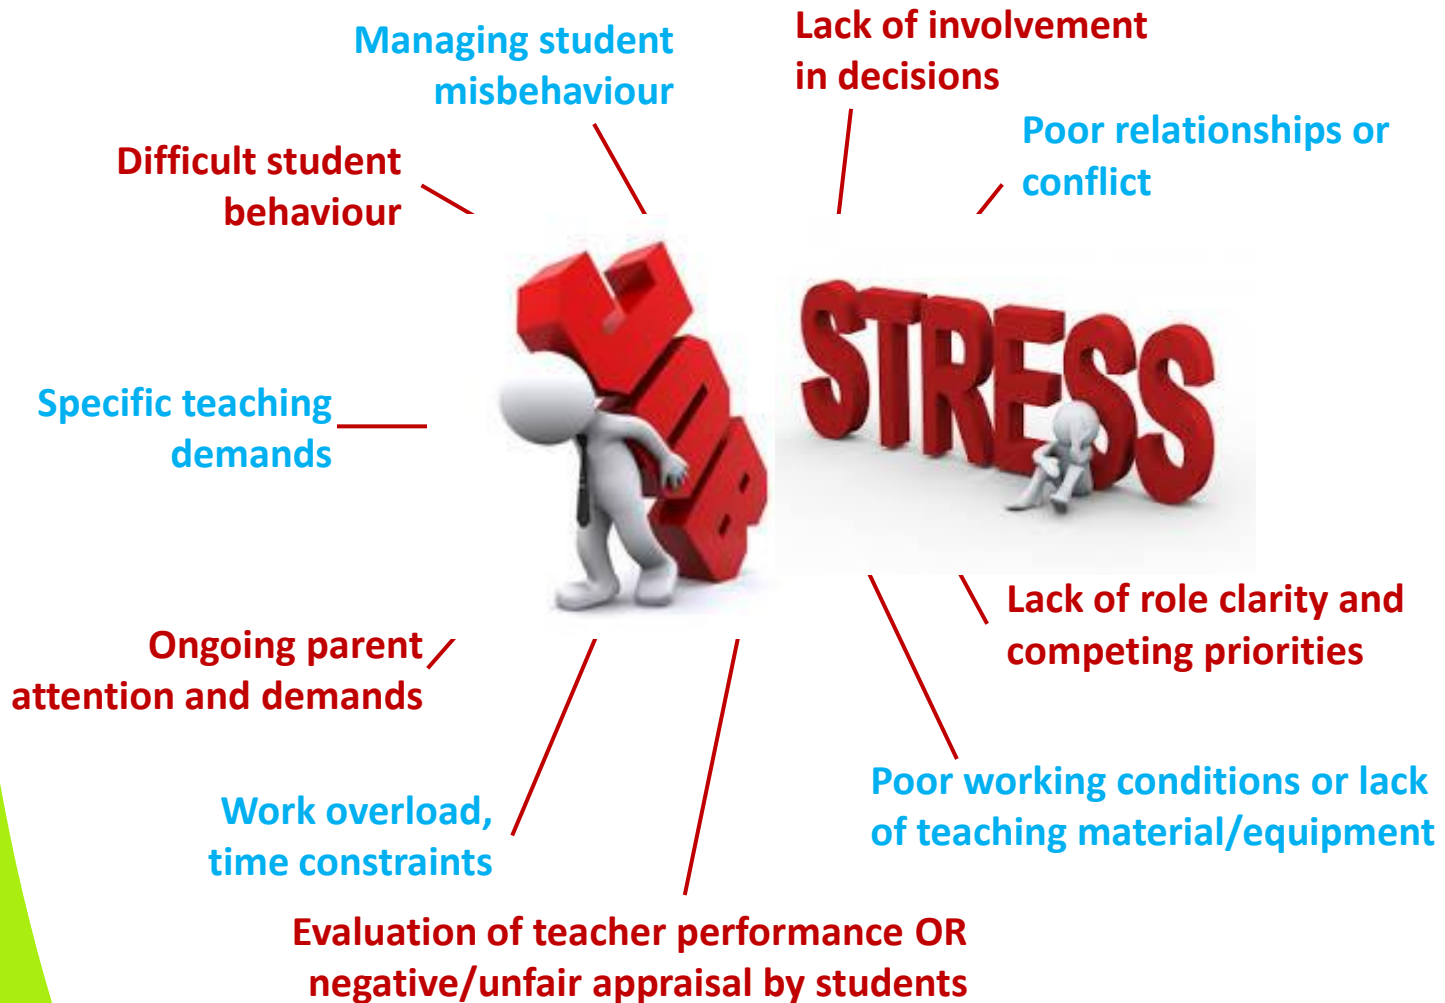 Managing student
misbehaviour
Lack of involvement
in decisions
Difficult student
behaviour
Poor relationships or
conflict
JOB
STRESS
Specific teaching
demands
Ongoing parent
attention and demands
Lack of role clarity and
competing priorities
Work overload,
time constraints
Poor working conditions or lack
of teaching material/equipment
Evaluation of teacher performance OR
negative/unfair appraisal by students